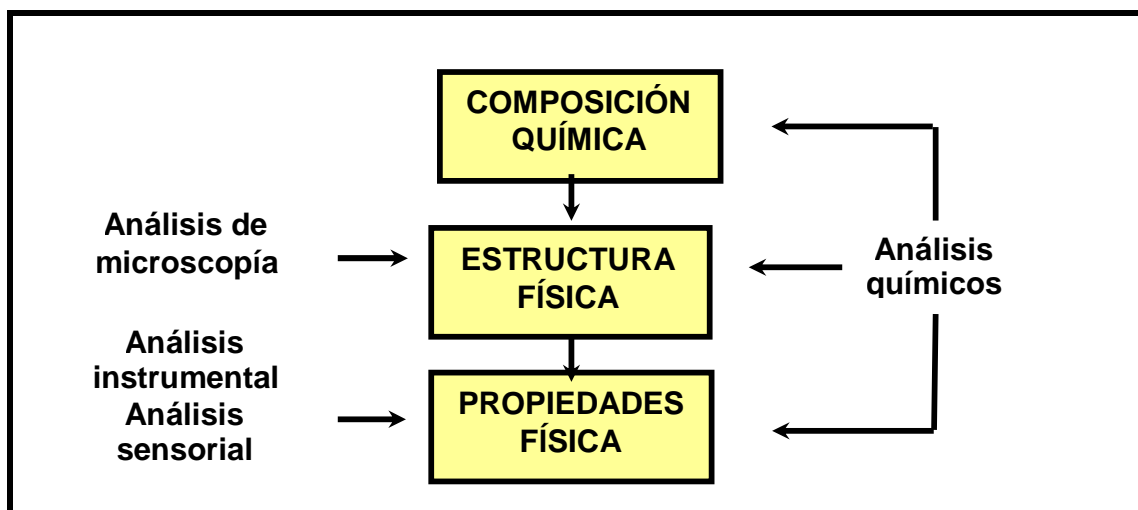 COMPOSICIÓN
QUÍMICA
Análisis de
microscopía
ESTRUCTURA
FÍSICA
Análisis
químicos
Análisis
instrumental
Análisis
sensorial
PROPIEDADES
FÍSICA